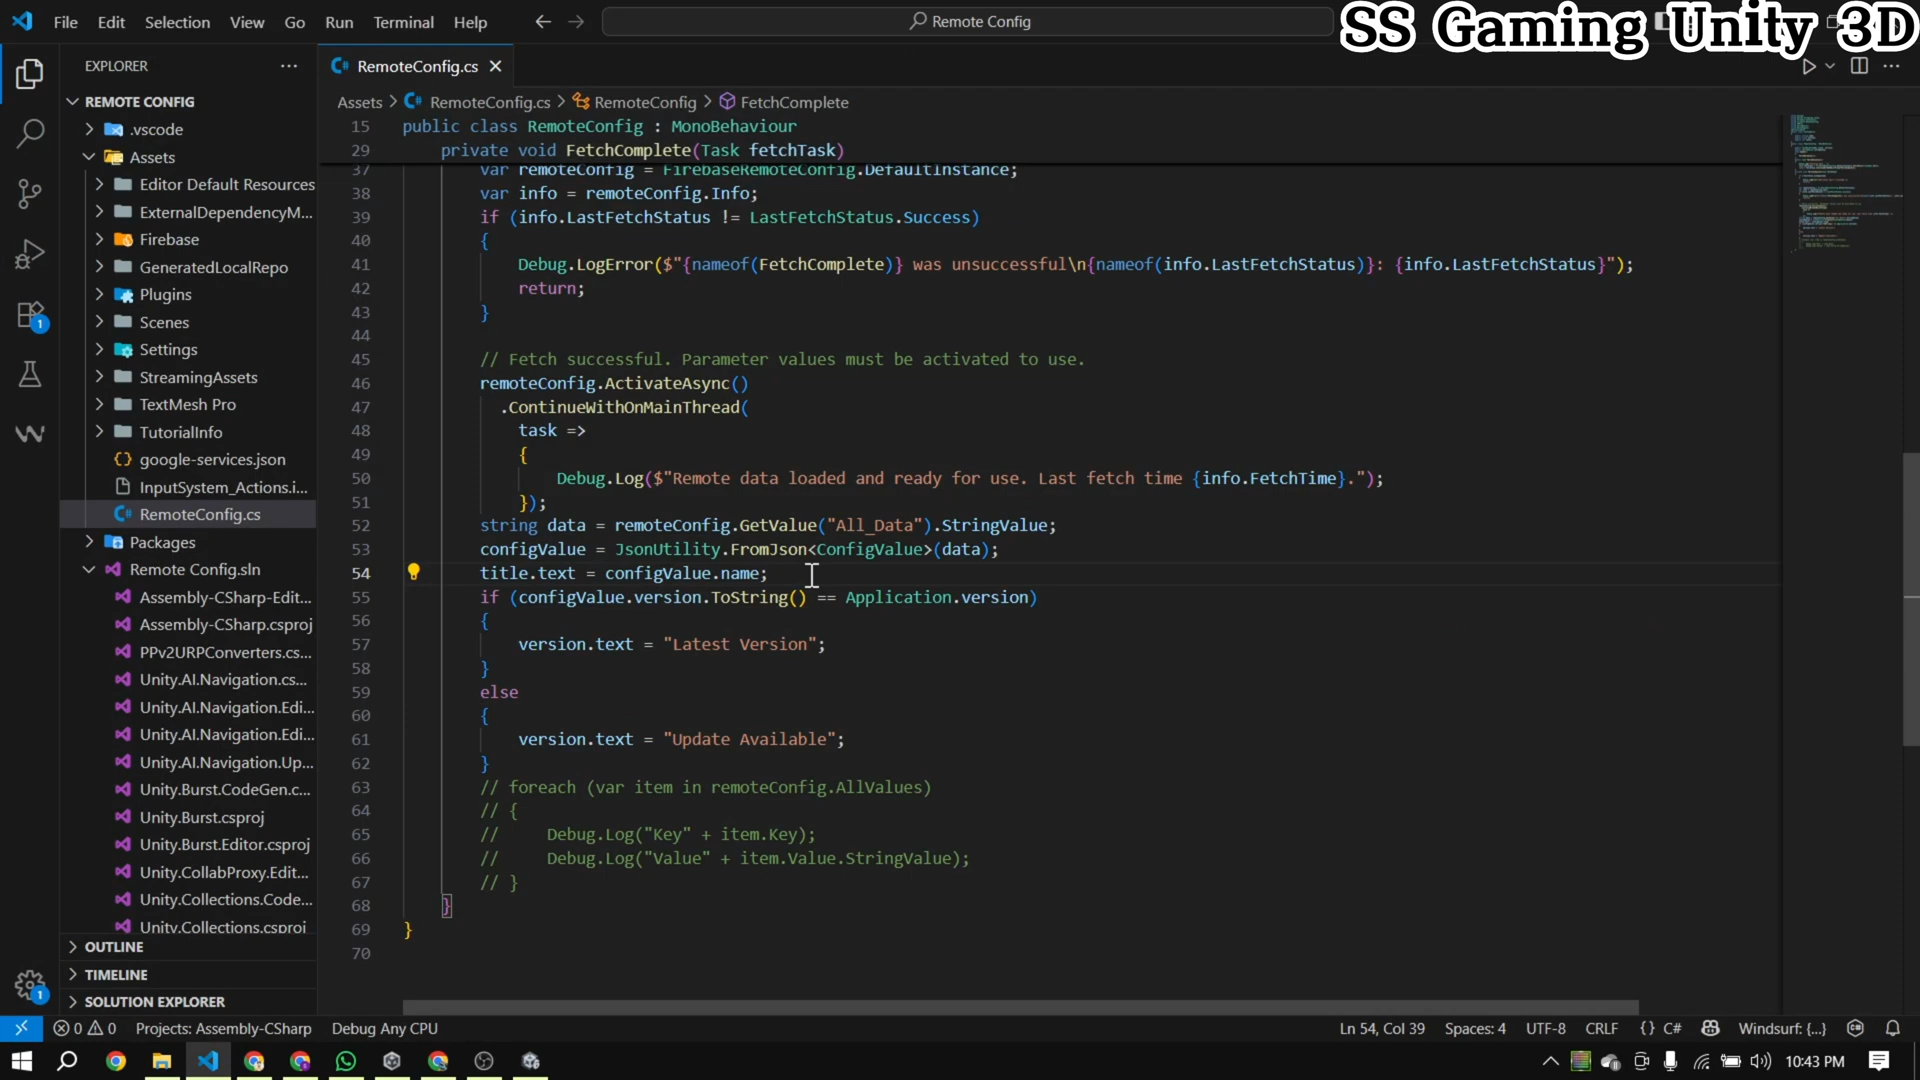 File Edit Selection View Go Run Terminal Help
Remote Config
SS Gaming Unity 3D
EXPLORER
REMOTE CONFIG
.vscode
Assets
Editor Default Resources
ExternalDependencyM...
Firebase
GeneratedLocalRepo
Plugins
Scenes
Settings
StreamingAssets
TextMesh Pro
TutorialInfo
google-services.json
InputSystem_Actions.i...
RemoteConfig.cs
Packages
Remote Config.sln
Assembly-CSharp-Edit...
Assembly-CSharp.csproj
PPv2URPConverters.cs...
Unity.AI.Navigation.cs...
Unity.AI.Navigation.Edi...
Unity.AI.Navigation.Edi...
Unity.AI.Navigation.Up...
Unity.Burst.CodeGen.c...
Unity.Burst.csproj
Unity.Burst.Editor.csproj
Unity.CollabProxy.Edit...
Unity.Collections.Code...
Unity.Collections.csproj
OUTLINE
TIMELINE
SOLUTION EXPLORER
RemoteConfig.cs
Assets > RemoteConfig.cs > RemoteConfig > FetchComplete
15 public class RemoteConfig : MonoBehaviour
29 private void FetchComplete(Task fetchTask)
37 var remoteConfig = FirebaseRemoteConfig.DefaultInstance;
38 var info = remoteConfig.Info;
39 if (info.LastFetchStatus != LastFetchStatus.Success)
40 {
41 Debug.LogError($"{nameof(FetchComplete)} was unsuccessful\n{nameof(info.LastFetchStatus)}: {info.LastFetchStatus}");
42 return;
43 }
44
45 // Fetch successful. Parameter values must be activated to use.
46 remoteConfig.ActivateAsync()
47 .ContinueWithOnMainThread(
48 task =>
49 {
50 Debug.Log($"Remote data loaded and ready for use. Last fetch time {info.FetchTime}.");
51 });
52 string data = remoteConfig.GetValue("All_Data").StringValue;
53 configValue = JsonUtility.FromJson<ConfigValue>(data);
54 title.text = configValue.name;
55 if (configValue.version.ToString() == Application.version)
56 {
57 version.text = "Latest Version";
58 }
59 else
60 {
61 version.text = "Update Available";
62 }
63 // foreach (var item in remoteConfig.AllValues)
64 // {
65 // Debug.Log("Key" + item.Key);
66 // Debug.Log("Value" + item.Value.StringValue);
67 // }
68 }
69 }
70
1
1
0 0 Projects: Assembly-CSharp Debug Any CPU
Ln 54, Col 39 Spaces: 4 UTF-8 CRLF {} C# Windsurf: {...}
10:43 PM